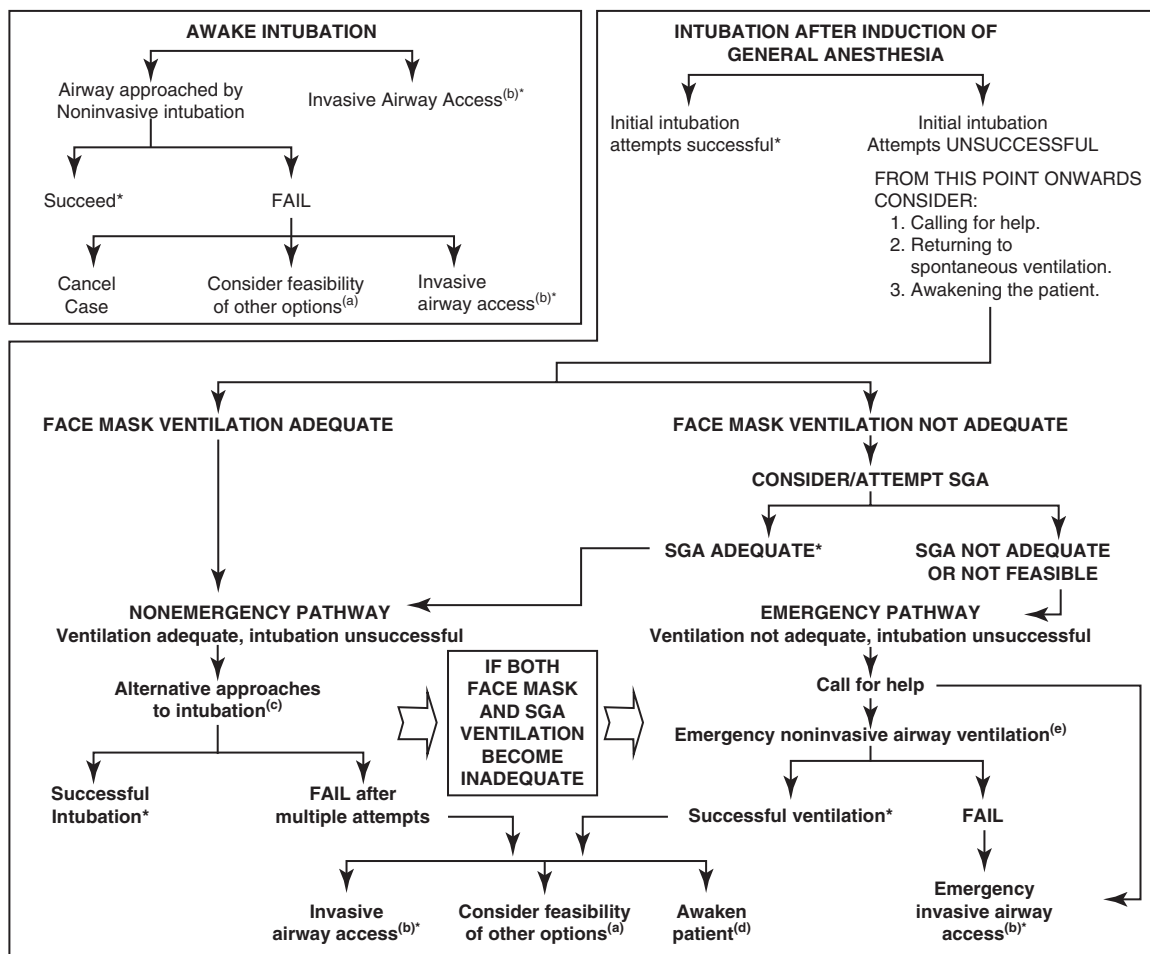 AWAKE INTUBATION
Airway approached by
Noninvasive intubation
Invasive Airway Access(b)*
Succeed*
FAIL
Cancel
Case
Consider feasibility
of other options(a)
Invasive
airway access(b)*
INTUBATION AFTER INDUCTION OF
GENERAL ANESTHESIA
Initial intubation
attempts successful*
Initial intubation
Attempts UNSUCCESSFUL
FROM THIS POINT ONWARDS
CONSIDER:
1. Calling for help.
2. Returning to
spontaneous ventilation.
3. Awakening the patient.
FACE MASK VENTILATION ADEQUATE
FACE MASK VENTILATION NOT ADEQUATE
CONSIDER/ATTEMPT SGA
SGA ADEQUATE*
SGA NOT ADEQUATE
OR NOT FEASIBLE
NONEMERGENCY PATHWAY
Ventilation adequate, intubation unsuccessful
EMERGENCY PATHWAY
Ventilation not adequate, intubation unsuccessful
Alternative approaches
to intubation(c)
IF BOTH
FACE MASK
AND SGA
VENTILATION
BECOME
INADEQUATE
Call for help
Emergency noninvasive airway ventilation(e)
Successful
Intubation*
FAIL after
multiple attempts
Successful ventilation*
FAIL
Invasive
airway access(b)*
Consider feasibility
of other options(a)
Awaken
patient(d)
Emergency
invasive airway
access(b)*